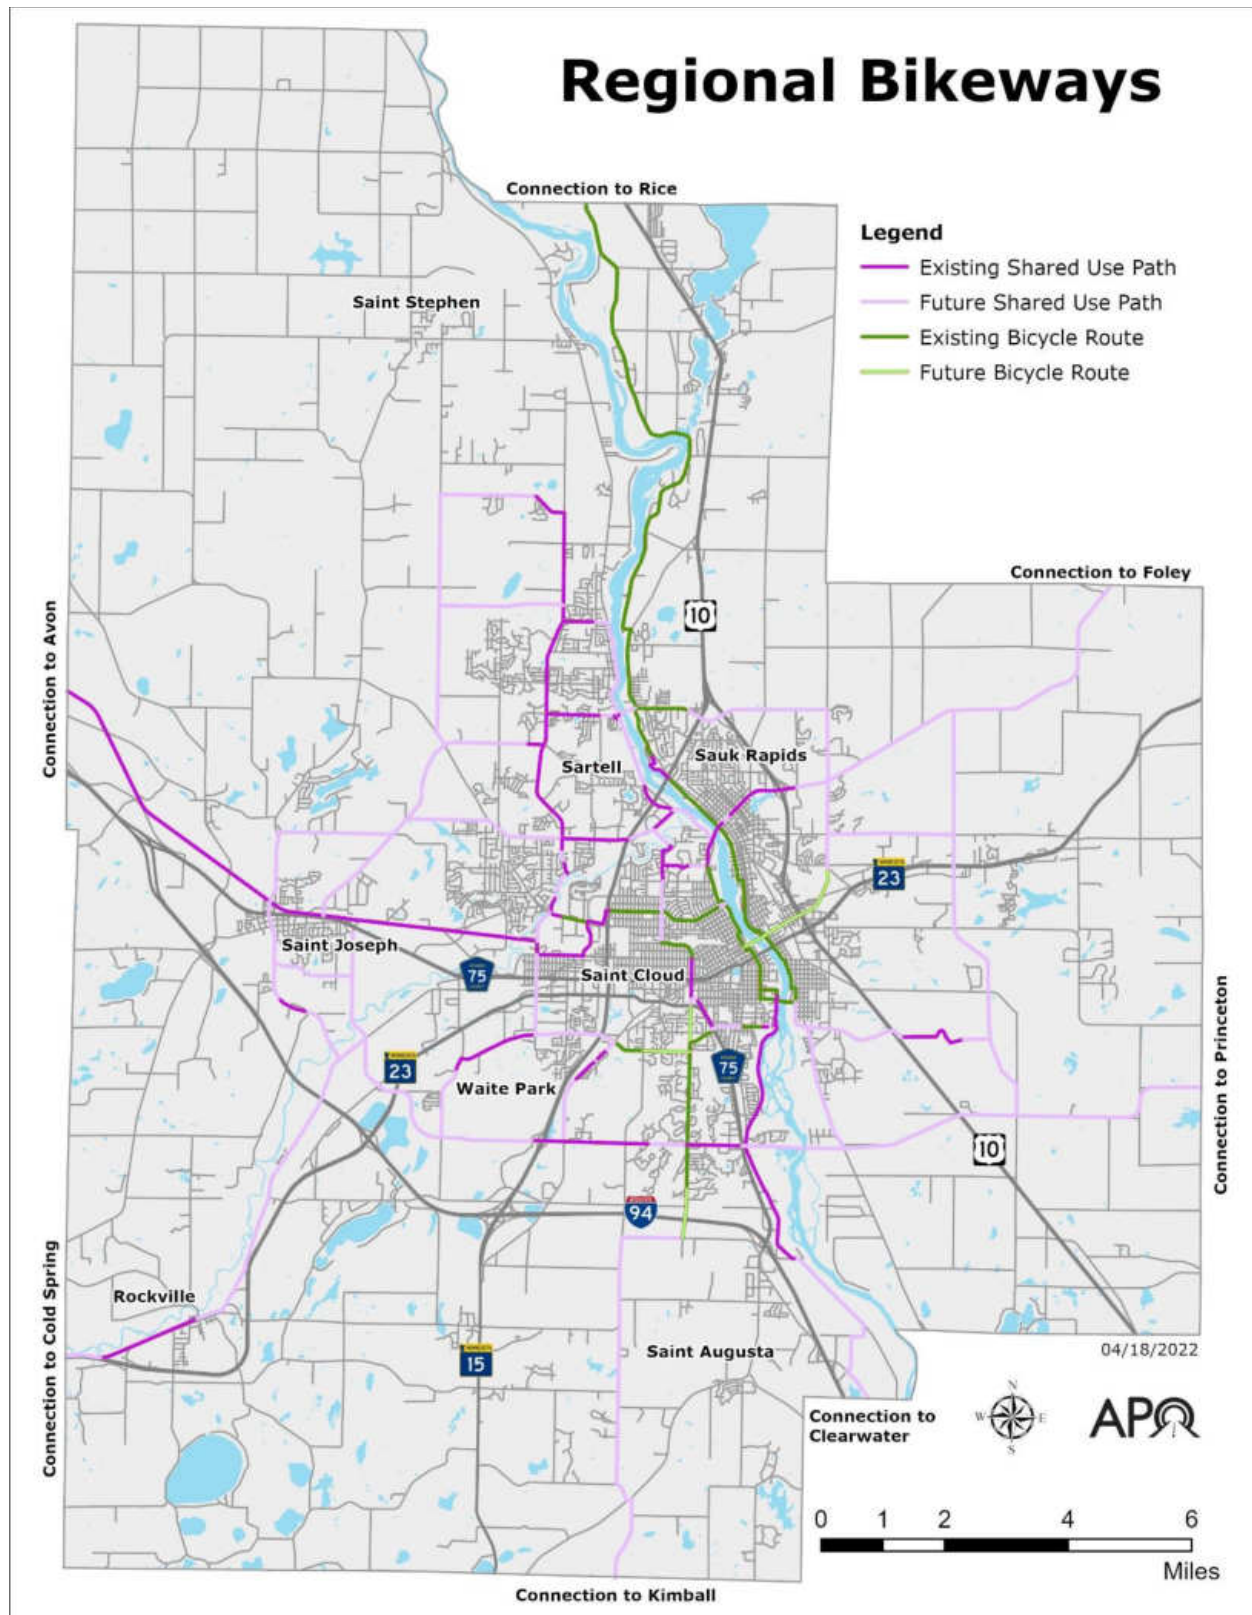 Regional Bikeways
Connection to Rice
Legend
Existing Shared Use Path
Future Shared Use Path
Existing Bicycle Route
Future Bicycle Route
Saint Stephen
Connection to Foley
10
Connection to Avon
Sauk Rapids
Sartell
23
Saint Joseph
75
Saint Cloud
23
75
Waite Park
Connection to Princeton
10
94
Connection to Cold Spring
Rockville
15
Saint Augusta
04/18/2022
Connection to
Clearwater
N
W E
S
APO
0 1 2 4 6
Miles
Connection to Kimball